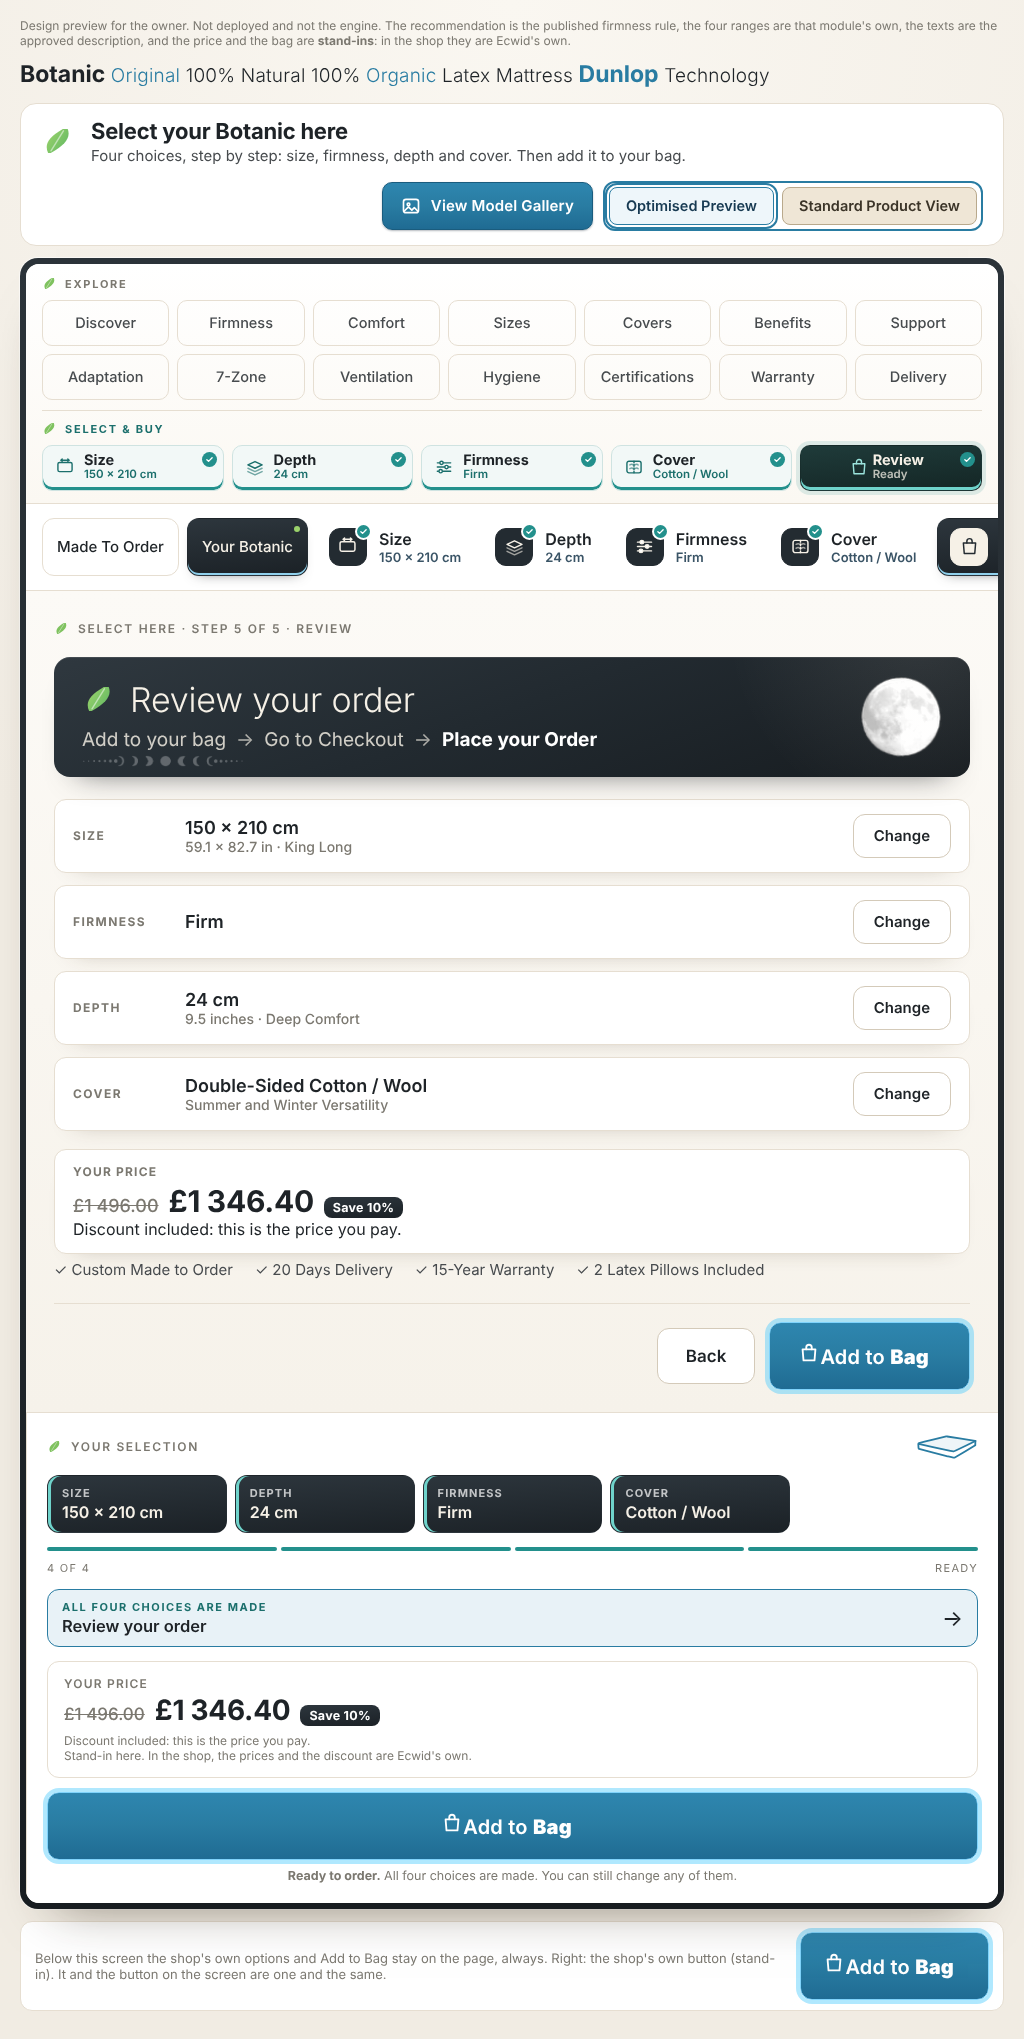 Design preview for the owner. Not deployed and not the engine. The recommendation is the published firmness rule, the four ranges are that module's own, the texts are the
approved description, and the price and the bag are stand-ins: in the shop they are Ecwid's own.
Botanic Original 100% Natural 100% Organic Latex Mattress Dunlop Technology
Select your Botanic here
Four choices, step by step: size, firmness, depth and cover. Then add it to your bag.
View Model Gallery
Optimised Preview
Standard Product View
EXPLORE
Discover
Firmness
Comfort
Sizes
Covers
Benefits
Support
Adaptation
7-Zone
Ventilation
Hygiene
Certifications
Warranty
Delivery
SELECT & BUY
Size
150 × 210 cm
Depth
24 cm
Firmness
Firm
Cover
Cotton / Wool
Review
Ready
Made To Order
Your Botanic
Size
150 × 210 cm
Depth
24 cm
Firmness
Firm
Cover
Cotton / Wool
SELECT HERE · STEP 5 OF 5 · REVIEW
Review your order
Add to your bag → Go to Checkout → Place your Order
SIZE
150 × 210 cm
59.1 × 82.7 in · King Long
Change
FIRMNESS
Firm
Change
DEPTH
24 cm
9.5 inches · Deep Comfort
Change
COVER
Double-Sided Cotton / Wool
Summer and Winter Versatility
Change
YOUR PRICE
£1 496.00 £1 346.40 Save 10%
Discount included: this is the price you pay.
✓ Custom Made to Order ✓ 20 Days Delivery ✓ 15-Year Warranty ✓ 2 Latex Pillows Included
Back
Add to Bag
YOUR SELECTION
SIZE
150 × 210 cm
DEPTH
24 cm
FIRMNESS
Firm
COVER
Cotton / Wool
4 OF 4
READY
ALL FOUR CHOICES ARE MADE
Review your order →
YOUR PRICE
£1 496.00 £1 346.40 Save 10%
Discount included: this is the price you pay.
Stand-in here. In the shop, the prices and the discount are Ecwid's own.
Add to Bag
Ready to order. All four choices are made. You can still change any of them.
Below this screen the shop's own options and Add to Bag stay on the page, always. Right: the shop's own button (stand-
in). It and the button on the screen are one and the same.
Add to Bag